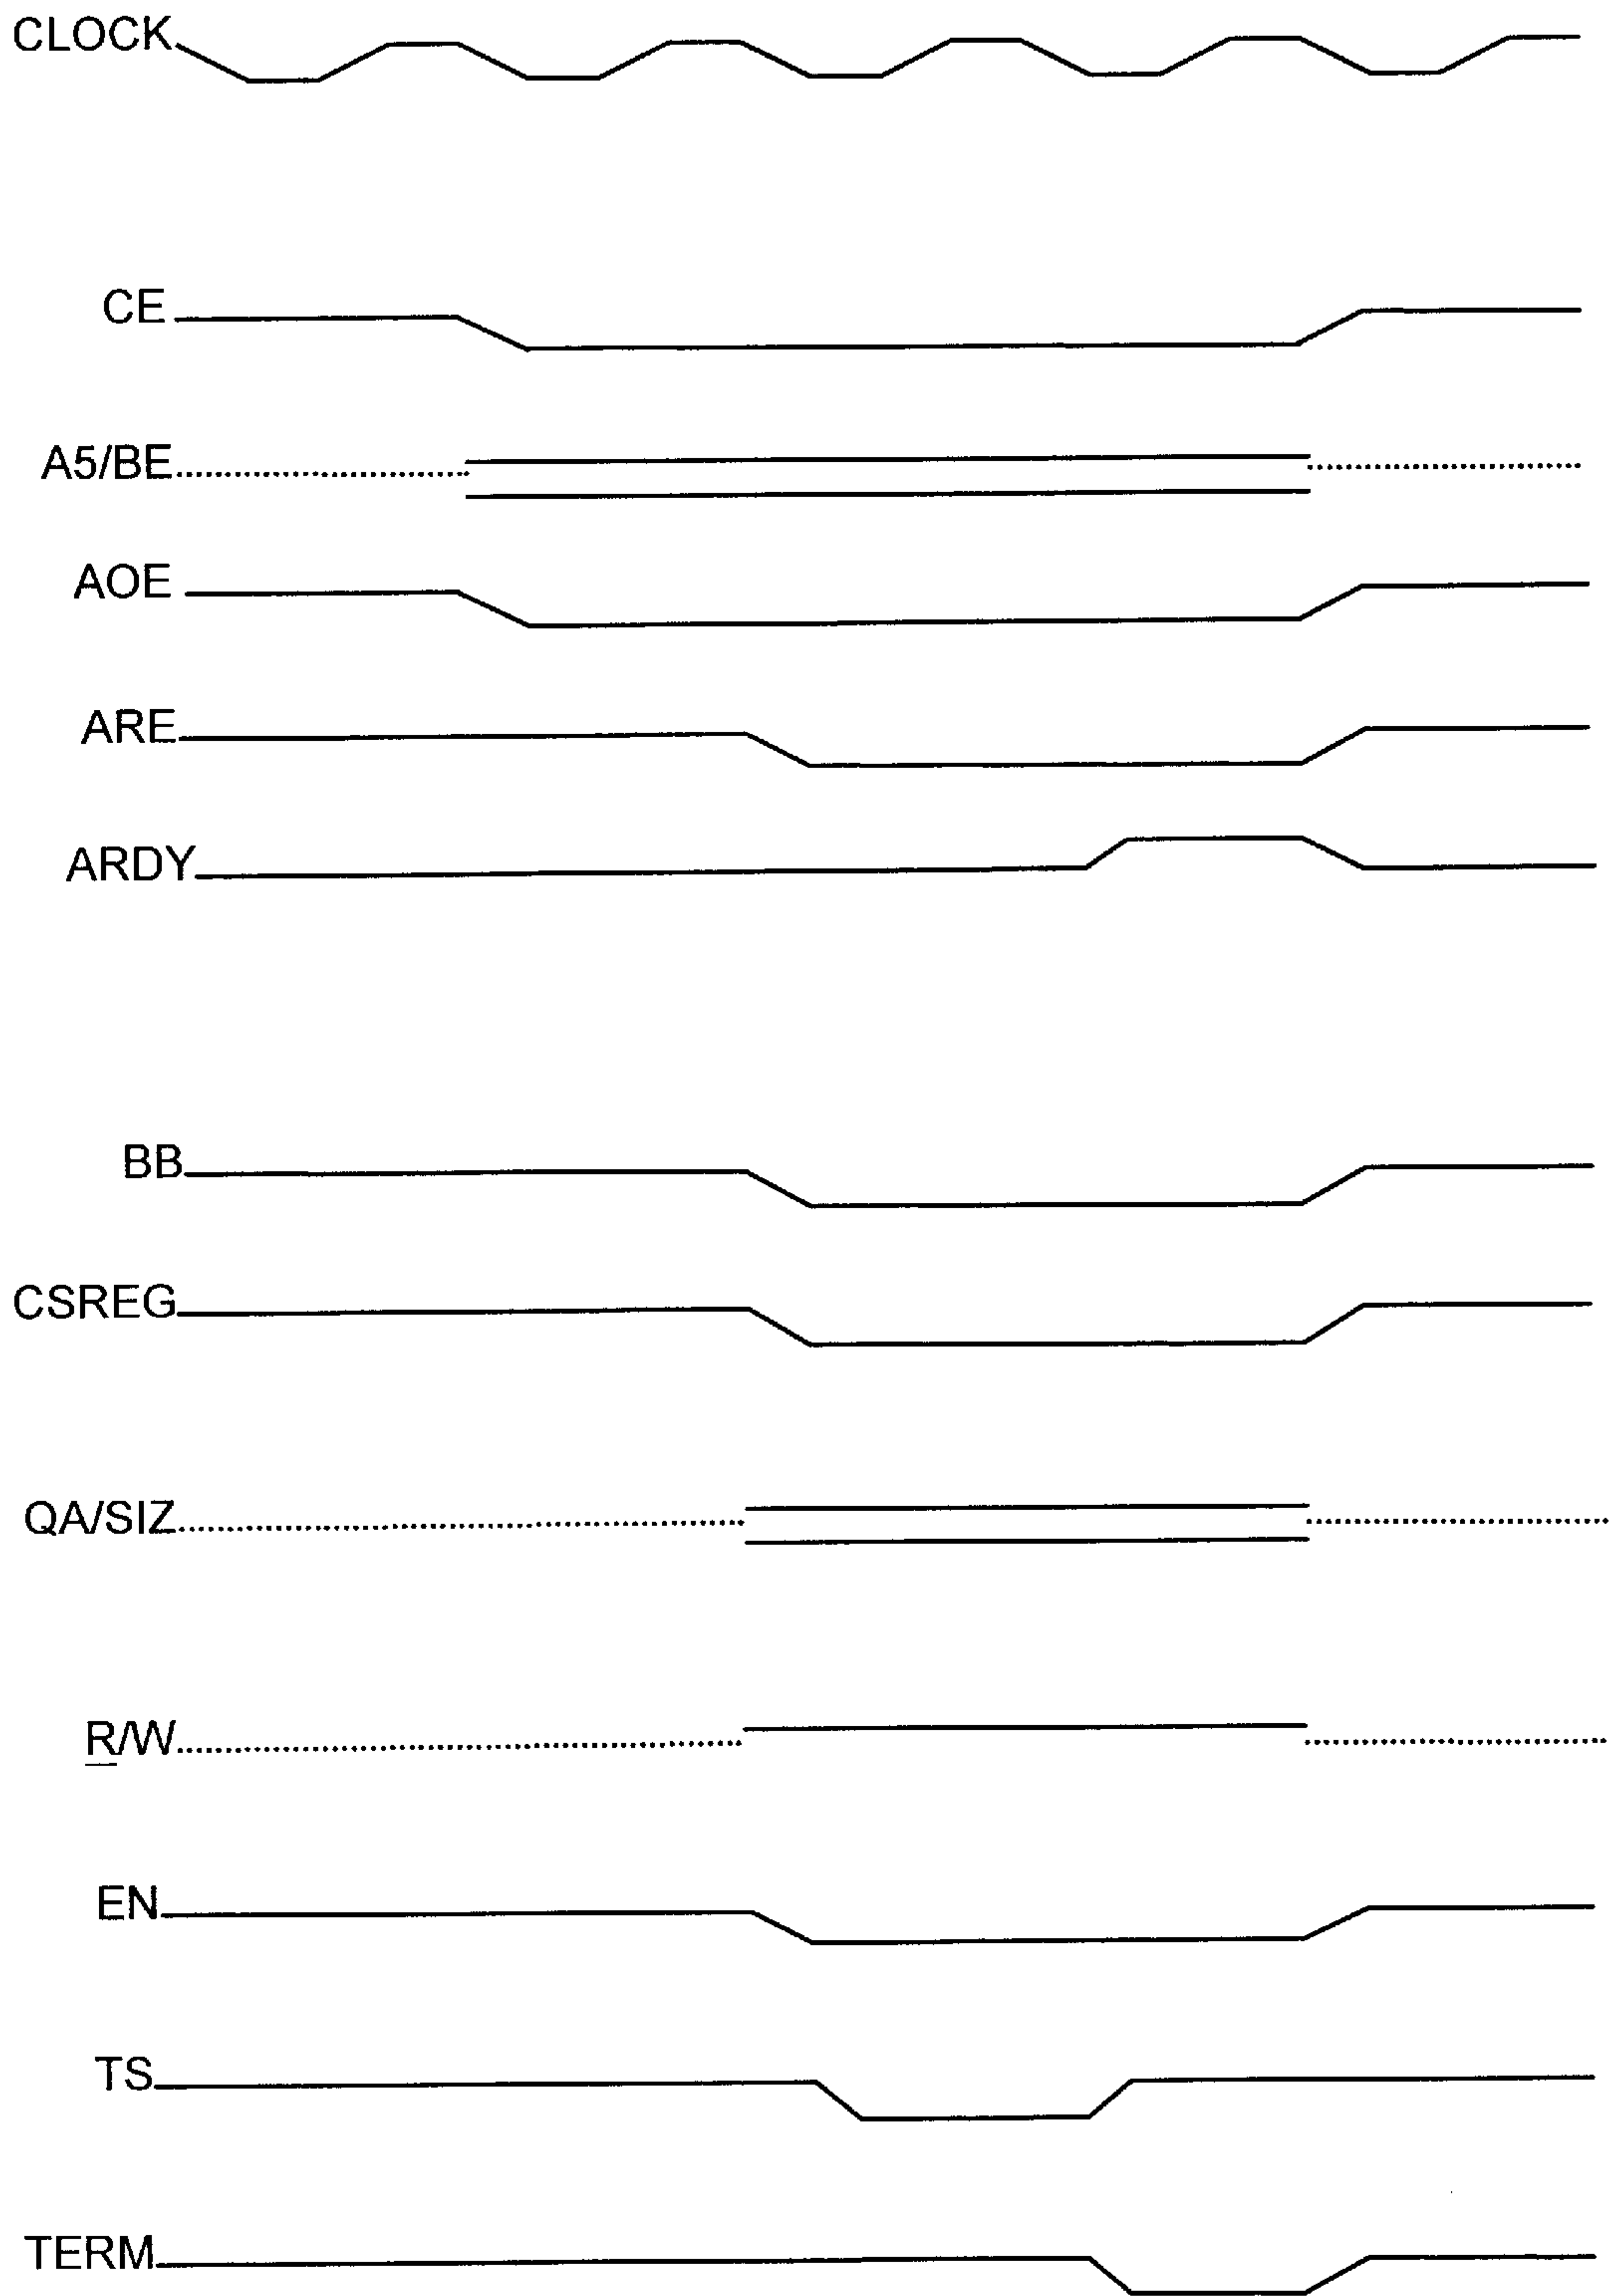 CLOCK
CE
A5/BE
AOE
ARE
ARDY
BB
CSREG
QA/SIZ
R/W
EN
TS
TERM